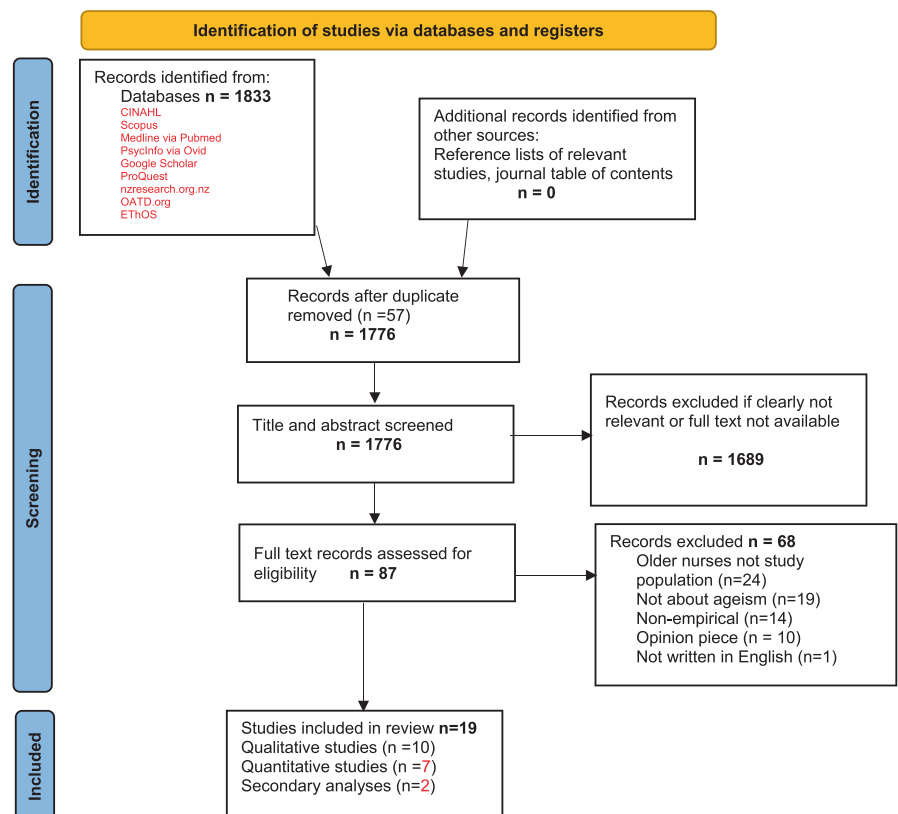 Identification of studies via databases and registers
Identification
Records identified from:
Databases n = 1833
CINAHL
Scopus
Medline via Pubmed
PsycInfo via Ovid
Google Scholar
ProQuest
nzresearch.org.nz
OATD.org
EThOS
Additional records identified from
other sources:
Reference lists of relevant
studies, journal table of contents
n = 0
Screening
Records after duplicate
removed (n =57)
n = 1776
Title and abstract screened
n = 1776
Records excluded if clearly not
relevant or full text not available
n = 1689
Full text records assessed for
eligibility n = 87
Records excluded n = 68
Older nurses not study
population (n=24)
Not about ageism (n=19)
Non-empirical (n=14)
Opinion piece (n = 10)
Not written in English (n=1)
Included
Studies included in review n=19
Qualitative studies (n =10)
Quantitative studies (n =7)
Secondary analyses (n=2)